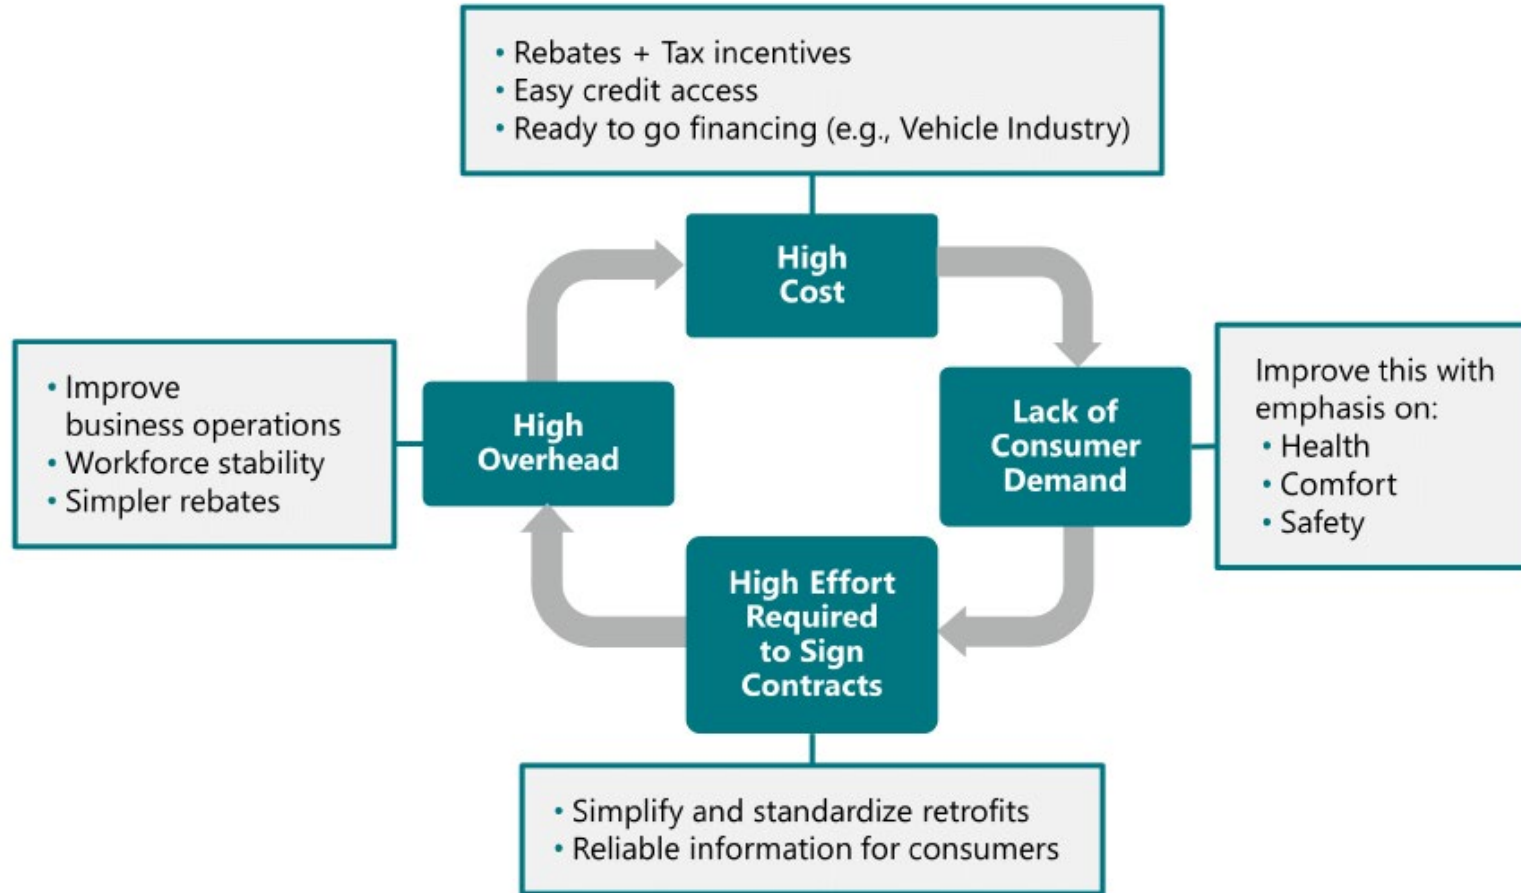 • Rebates + Tax incentives
• Easy credit access
• Ready to go financing (e.g., Vehicle Industry)
High
Cost
• Improve
business operations
• Workforce stability
• Simpler rebates
High
Overhead
Lack of
Consumer
Demand
Improve this with
emphasis on:
• Health
• Comfort
• Safety
High Effort
Required
to Sign
Contracts
• Simplify and standardize retrofits
• Reliable information for consumers